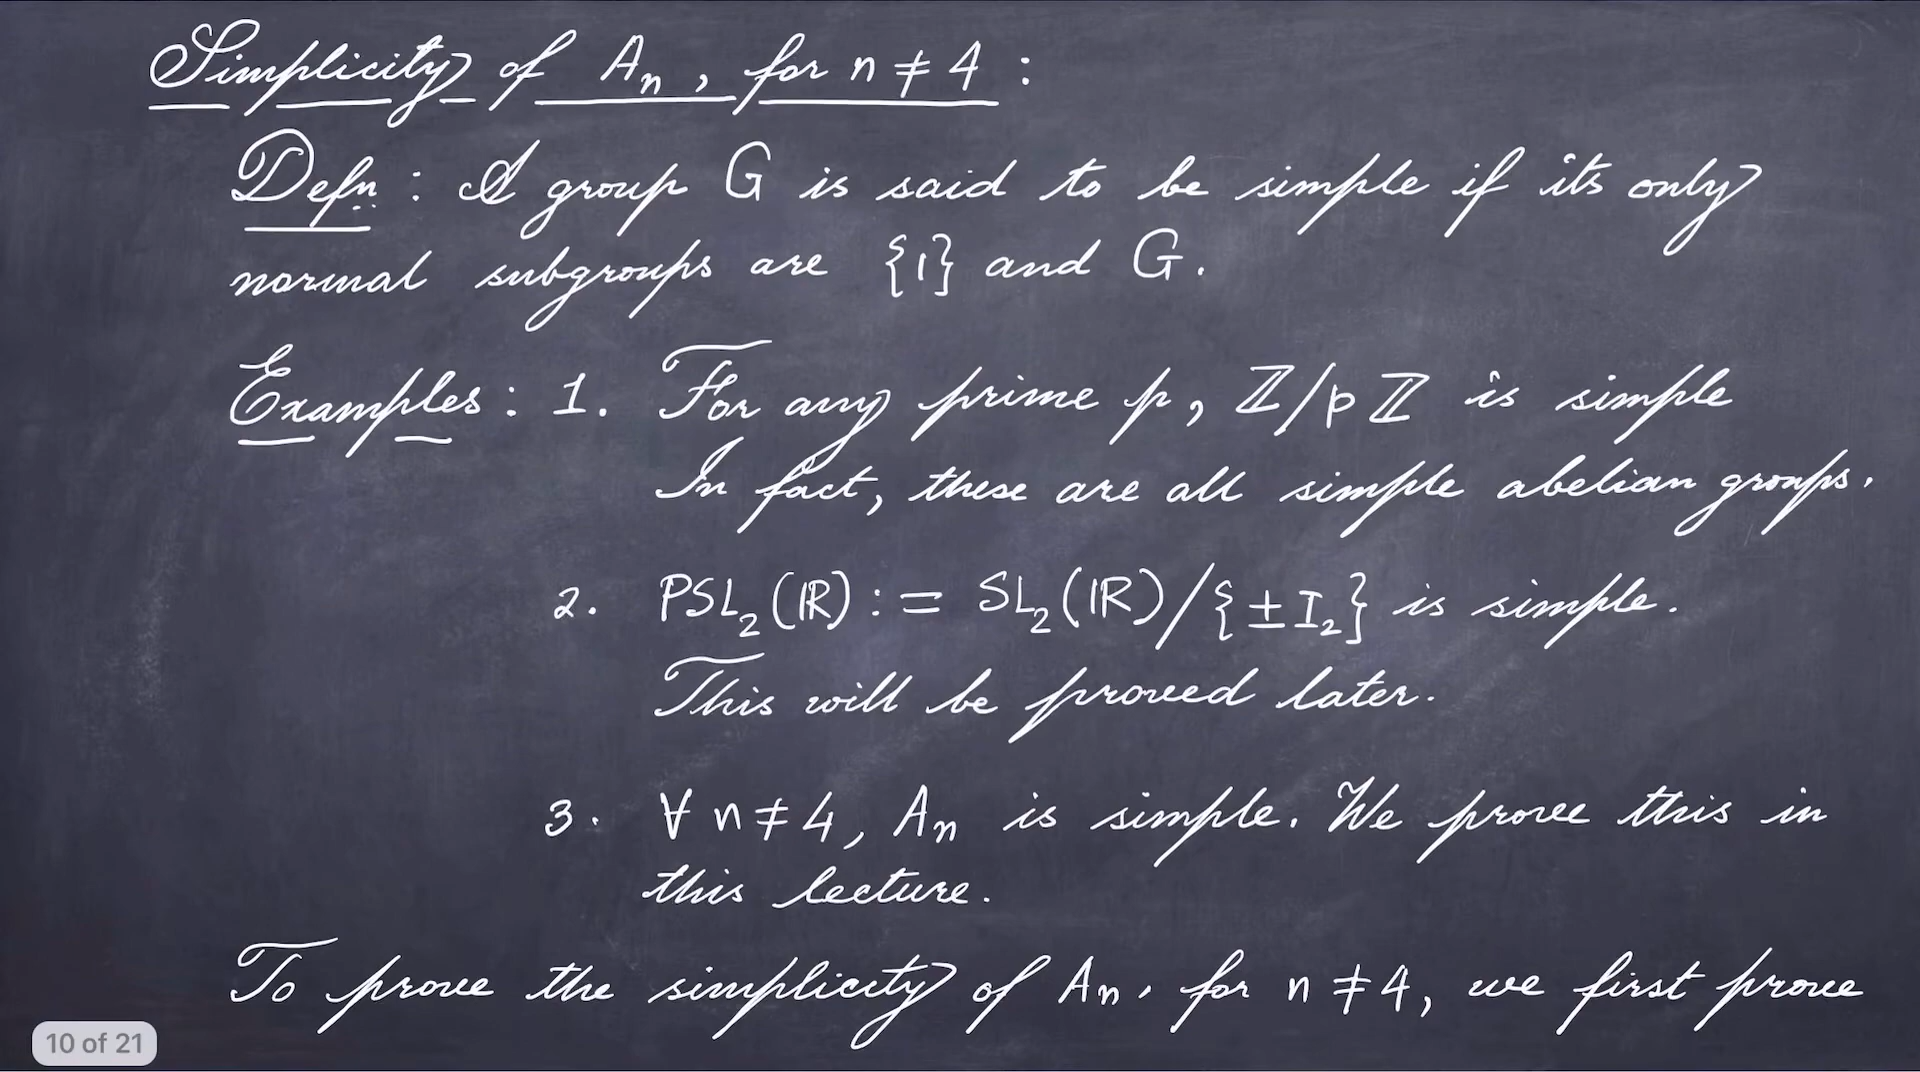 Simplicity of Aₙ, for n ≠ 4 :
Defn : A group G is said to be simple if its only
normal subgroups are {1} and G.
Examples : 1. For any prime p, ℤ/pℤ is simple
In fact, these are all simple abelian groups.
2. PSL₂(ℝ) := SL₂(ℝ)/{±I₂} is simple.
This will be proved later.
3. ∀ n ≠ 4, Aₙ is simple. We prove this in
this lecture.
To prove the simplicity of Aₙ, for n ≠ 4, we first prove
10 of 21